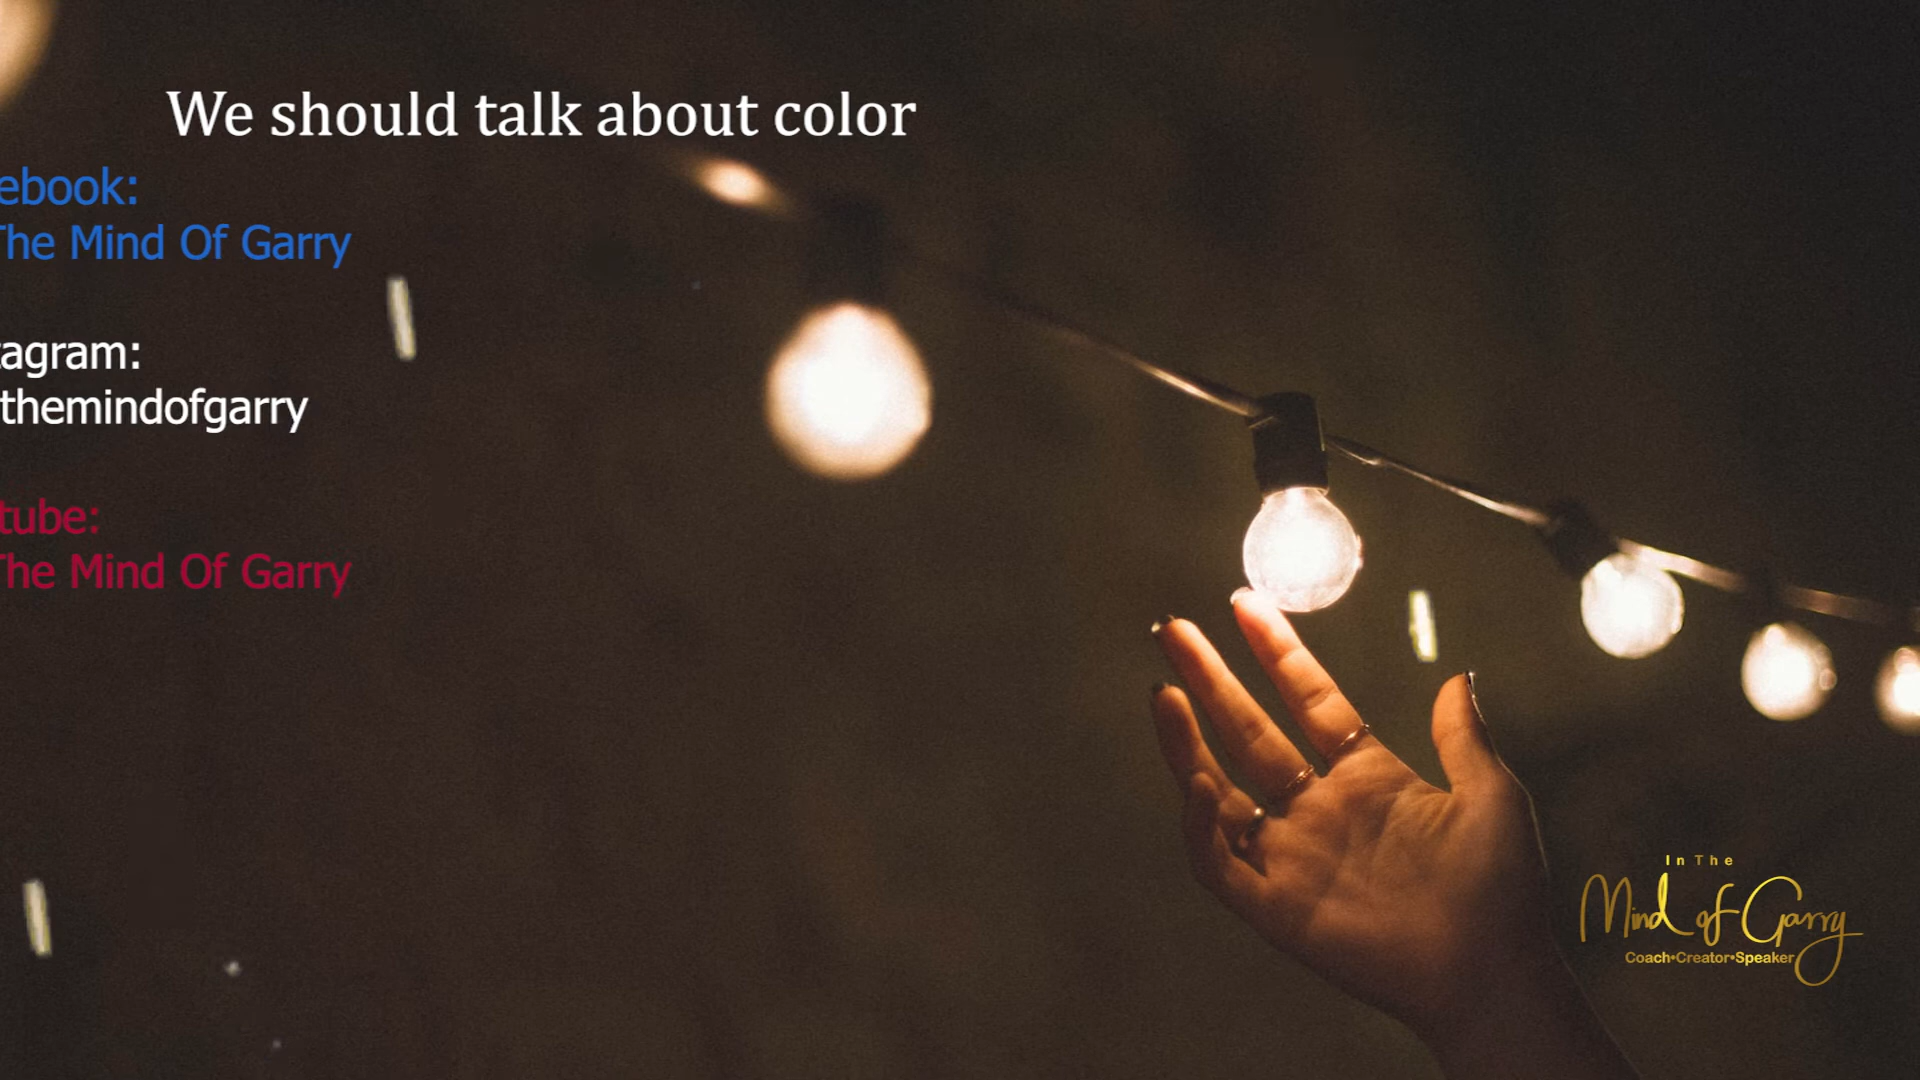 We should talk about color
ebook:
The Mind Of Garry
tagram:
themindofgarry
tube:
The Mind Of Garry
In The
Mind of Garry
Coach•Creator•Speaker